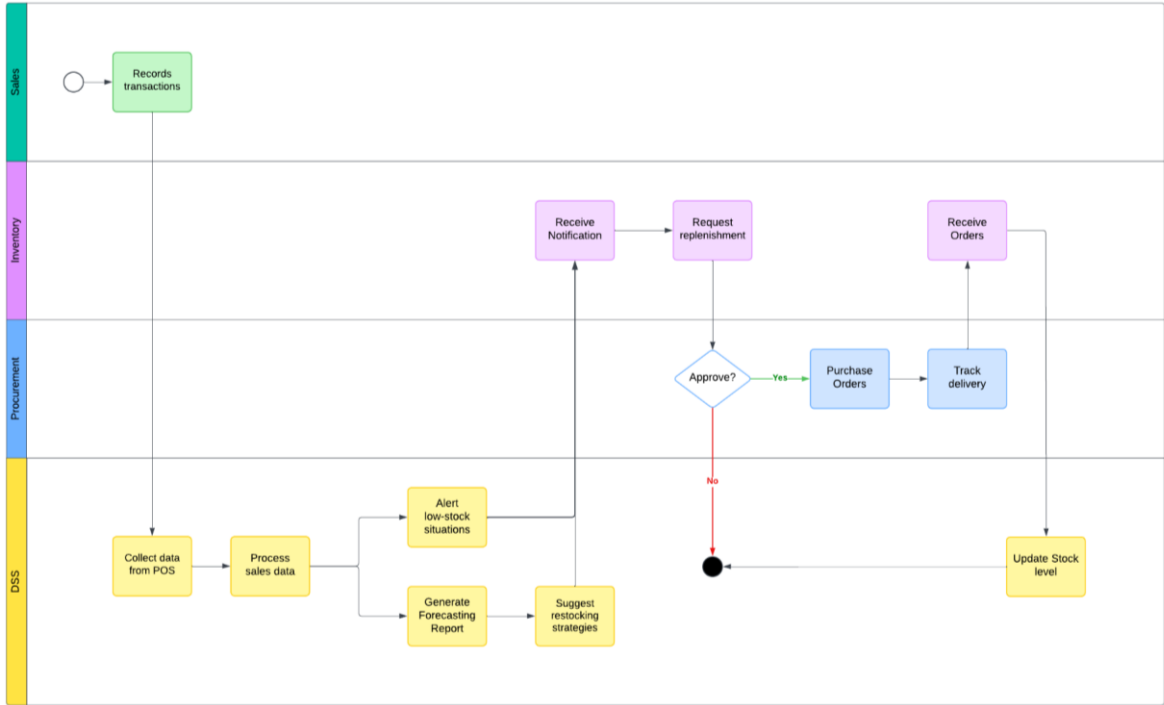 Sales
Records
transactions
Inventory
Receive
Notification
Request
replenishment
Receive
Orders
Procurement
Approve?
Yes
Purchase
Orders
Track
delivery
No
DSS
Collect data
from POS
Process
sales data
Alert
low-stock
situations
Generate
Forecasting
Report
Suggest
restocking
strategies
Update Stock
level